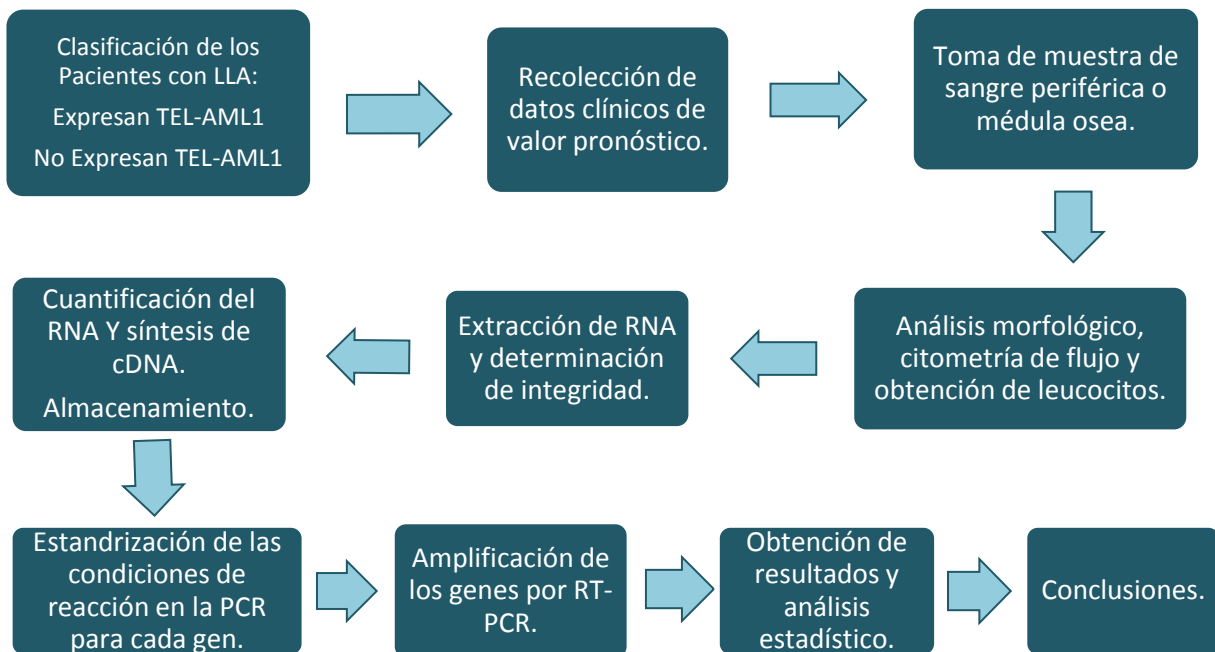 Clasificación de los
Pacientes con LLA:
Expresan TEL-AML1
No Expresan TEL-AML1
Recolección de
datos clínicos de
valor pronóstico.
Toma de muestra de
sangre periférica o
médula osea.
Análisis morfológico,
citometría de flujo y
obtención de leucocitos.
Extracción de RNA
y determinación
de integridad.
Cuantificación del
RNA Y síntesis de
cDNA.
Almacenamiento.
Estandrización de las
condiciones de
reacción en la PCR
para cada gen.
Amplificación de
los genes por RT-
PCR.
Obtención de
resultados y
análisis
estadístico.
Conclusiones.